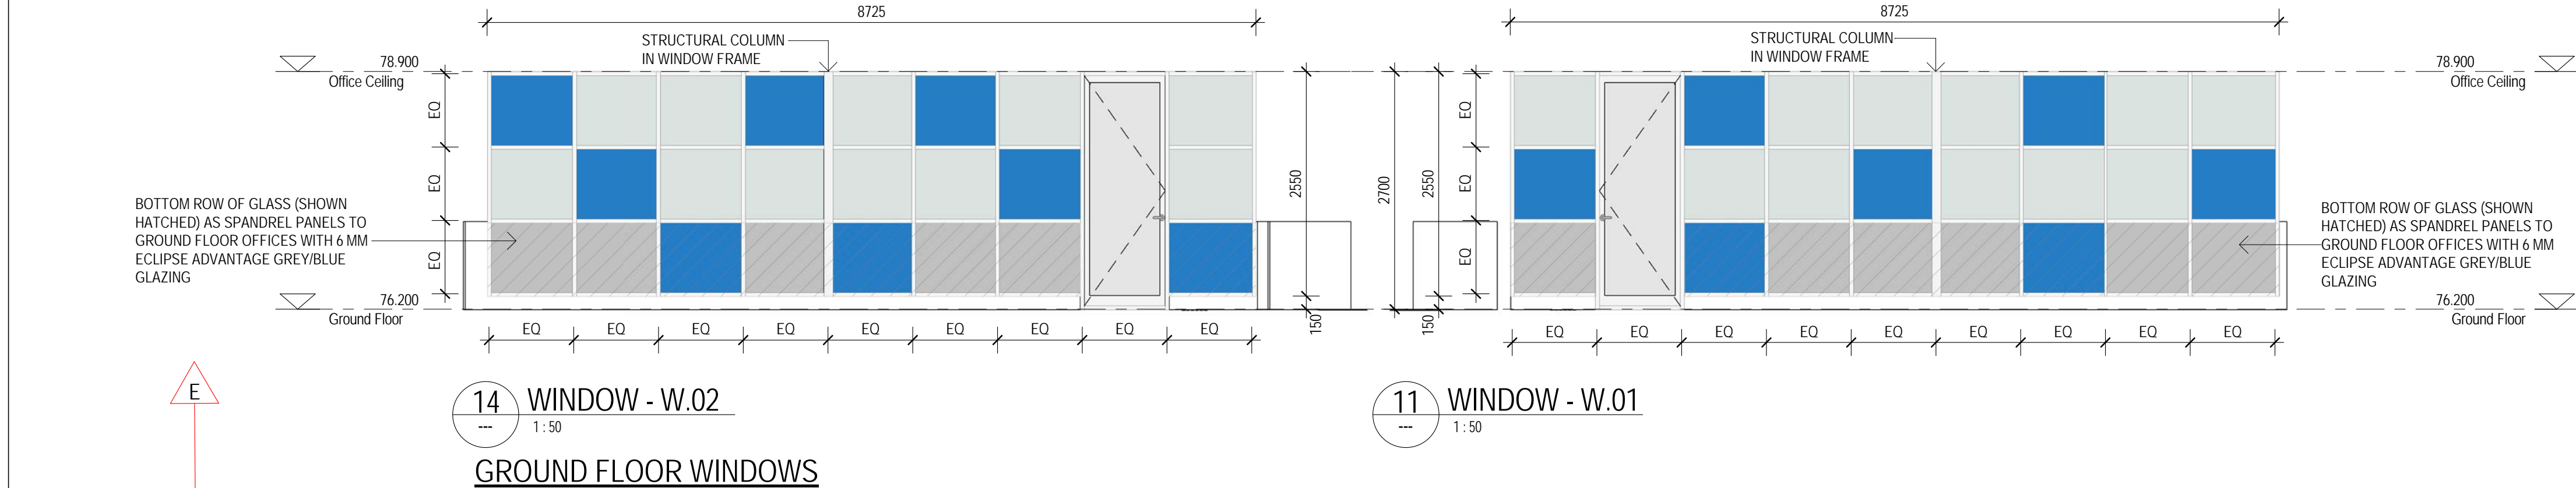 8725
8725
STRUCTURAL COLUMN
IN WINDOW FRAME
STRUCTURAL COLUMN
IN WINDOW FRAME
78.900
Office Ceiling
78.900
Office Ceiling
EQ
EQ
EQ
2550
150
2700
2550
150
EQ
EQ
EQ
BOTTOM ROW OF GLASS (SHOWN
HATCHED) AS SPANDREL PANELS TO
GROUND FLOOR OFFICES WITH 6 MM
ECLIPSE ADVANTAGE GREY/BLUE
GLAZING
BOTTOM ROW OF GLASS (SHOWN
HATCHED) AS SPANDREL PANELS TO
GROUND FLOOR OFFICES WITH 6 MM
ECLIPSE ADVANTAGE GREY/BLUE
GLAZING
76.200
Ground Floor
76.200
Ground Floor
EQ EQ EQ EQ EQ EQ EQ EQ EQ
EQ EQ EQ EQ EQ EQ EQ EQ EQ
E
14 WINDOW - W.02
--- 1 : 50
11 WINDOW - W.01
--- 1 : 50
GROUND FLOOR WINDOWS